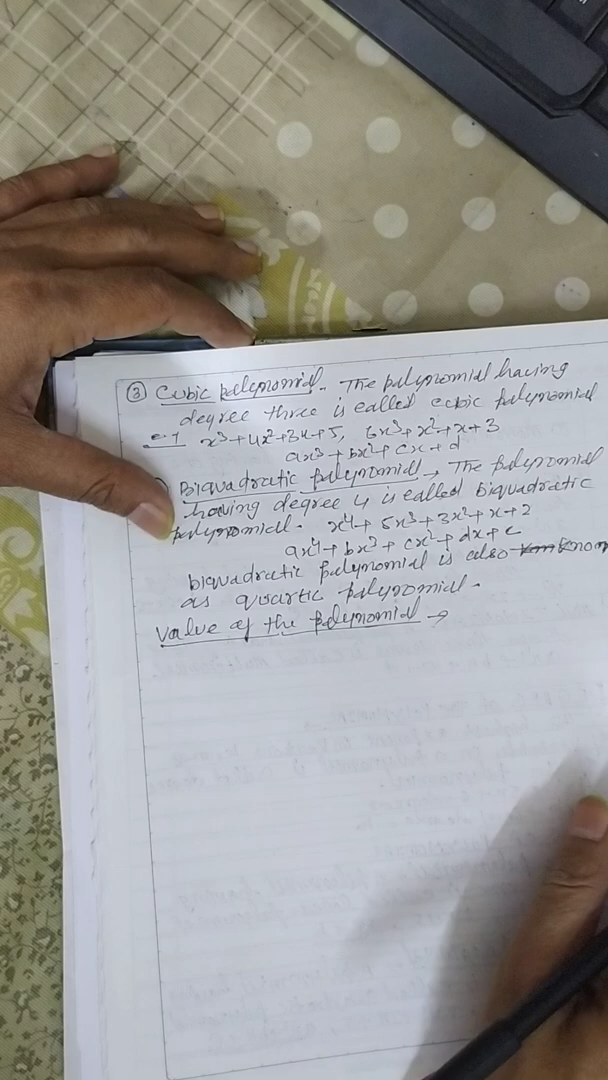 ③ Cubic polynomial. The polynomial having
degree three is called cubic polynomial
e-g x³+4x²+3x+5, 6x³+x²+x+3
ax³+bx²+cx+d
Biquadratic polynomial → The polynomial
having degree 4 is called biquadratic
polynomial. x⁴+5x³+3x²+x+2
ax⁴+bx³+cx²+dx+e
biquadratic polynomial is also know
as quartic polynomial.
value of the polynomial →